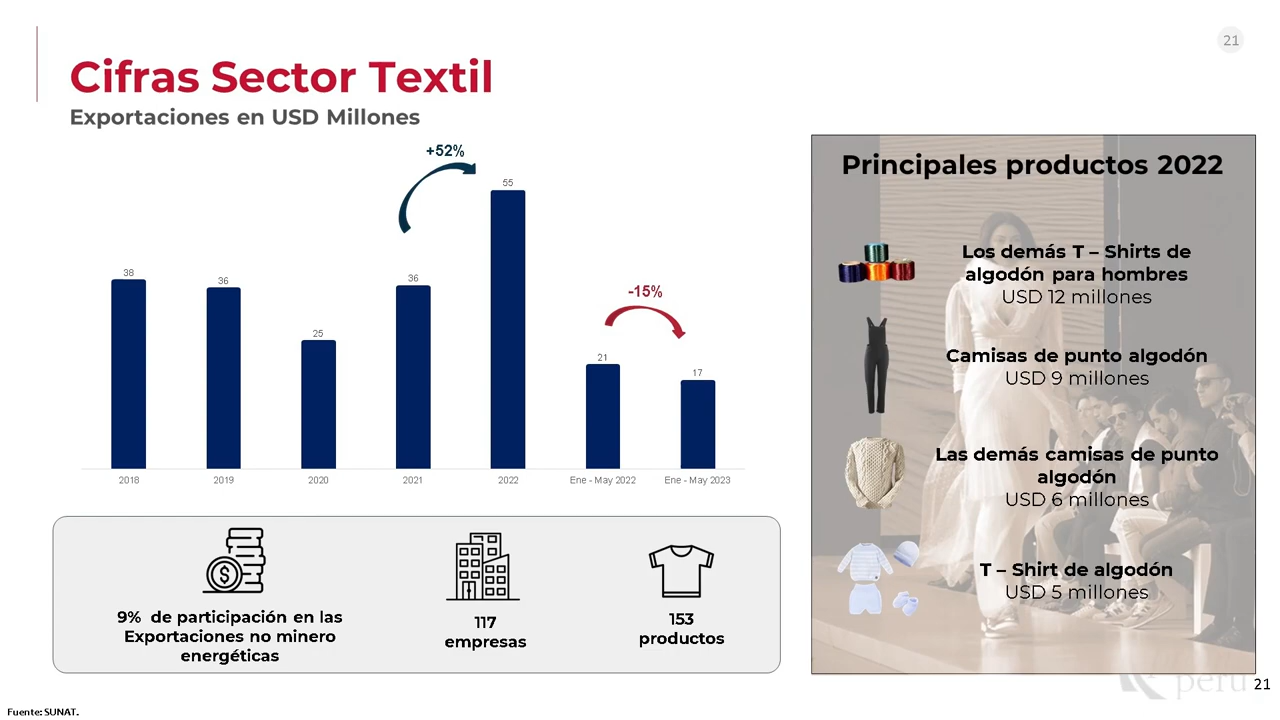 21
Cifras Sector Textil
Exportaciones en USD Millones
+52%
55
38
36
36
25
-15%
21
17
2018
2019
2020
2021
2022
Ene - May 2022
Ene - May 2023
9% de participación en las
Exportaciones no minero
energéticas
117
empresas
153
productos
Principales productos 2022
Los demás T – Shirts de
algodón para hombres
USD 12 millones
Camisas de punto algodón
USD 9 millones
Las demás camisas de punto
algodón
USD 6 millones
T – Shirt de algodón
USD 5 millones
perú
21
Fuente: SUNAT.